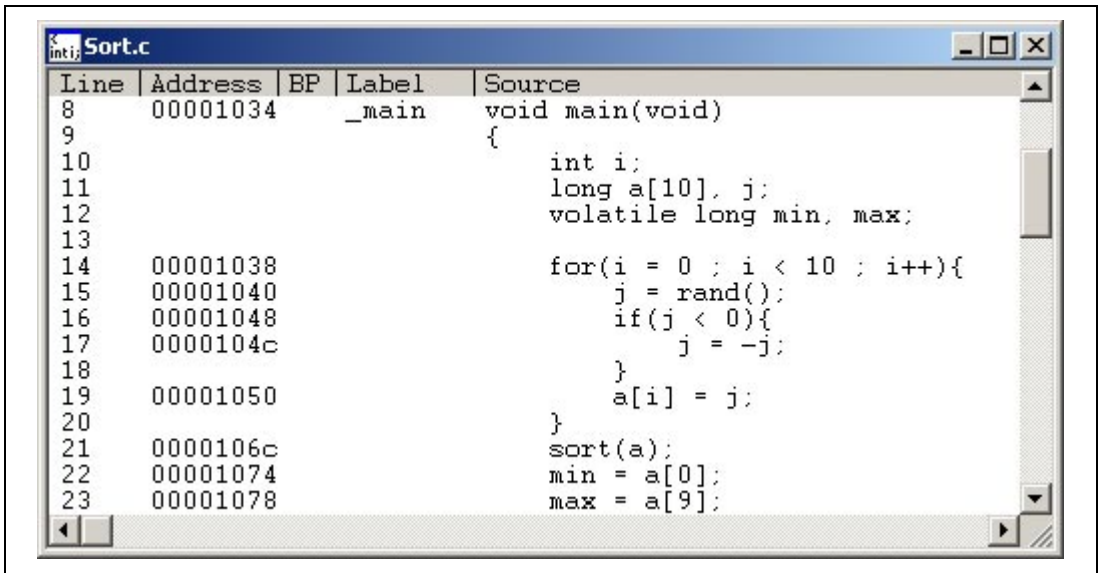 Sort.c
Line Address BP Label Source
8 00001034 _main void main(void)
9 {
10 int i;
11 long a[10], j;
12 volatile long min, max;
13
14 00001038 for(i = 0 ; i < 10 ; i++){
15 00001040 j = rand();
16 00001048 if(j < 0){
17 0000104c j = -j;
18 }
19 00001050 a[i] = j;
20 }
21 0000106c sort(a);
22 00001074 min = a[0];
23 00001078 max = a[9];